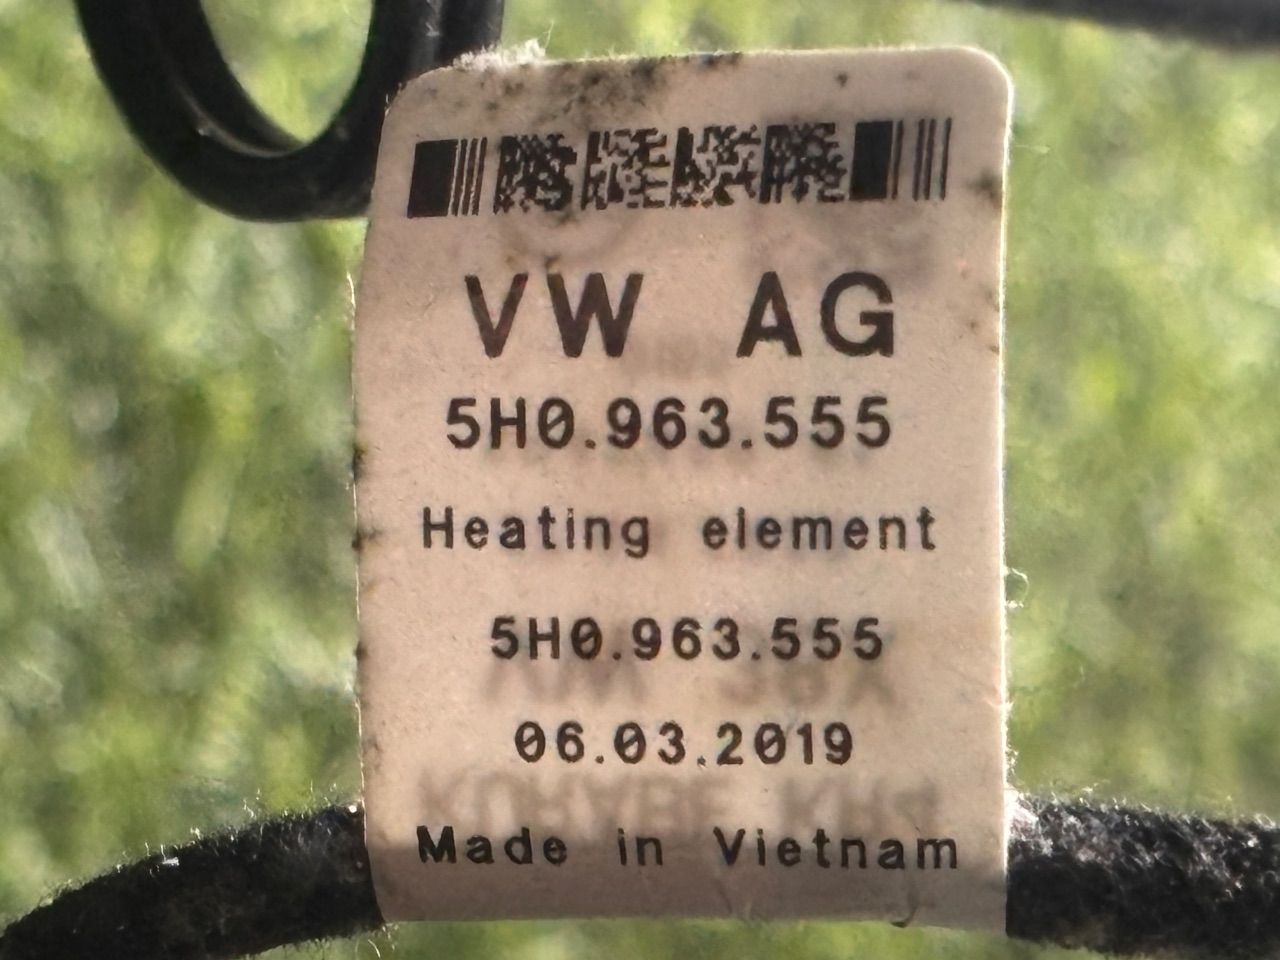 VW AG
5H0.963.555
Heating element
5H0.963.555
06.03.2019
Made in Vietnam